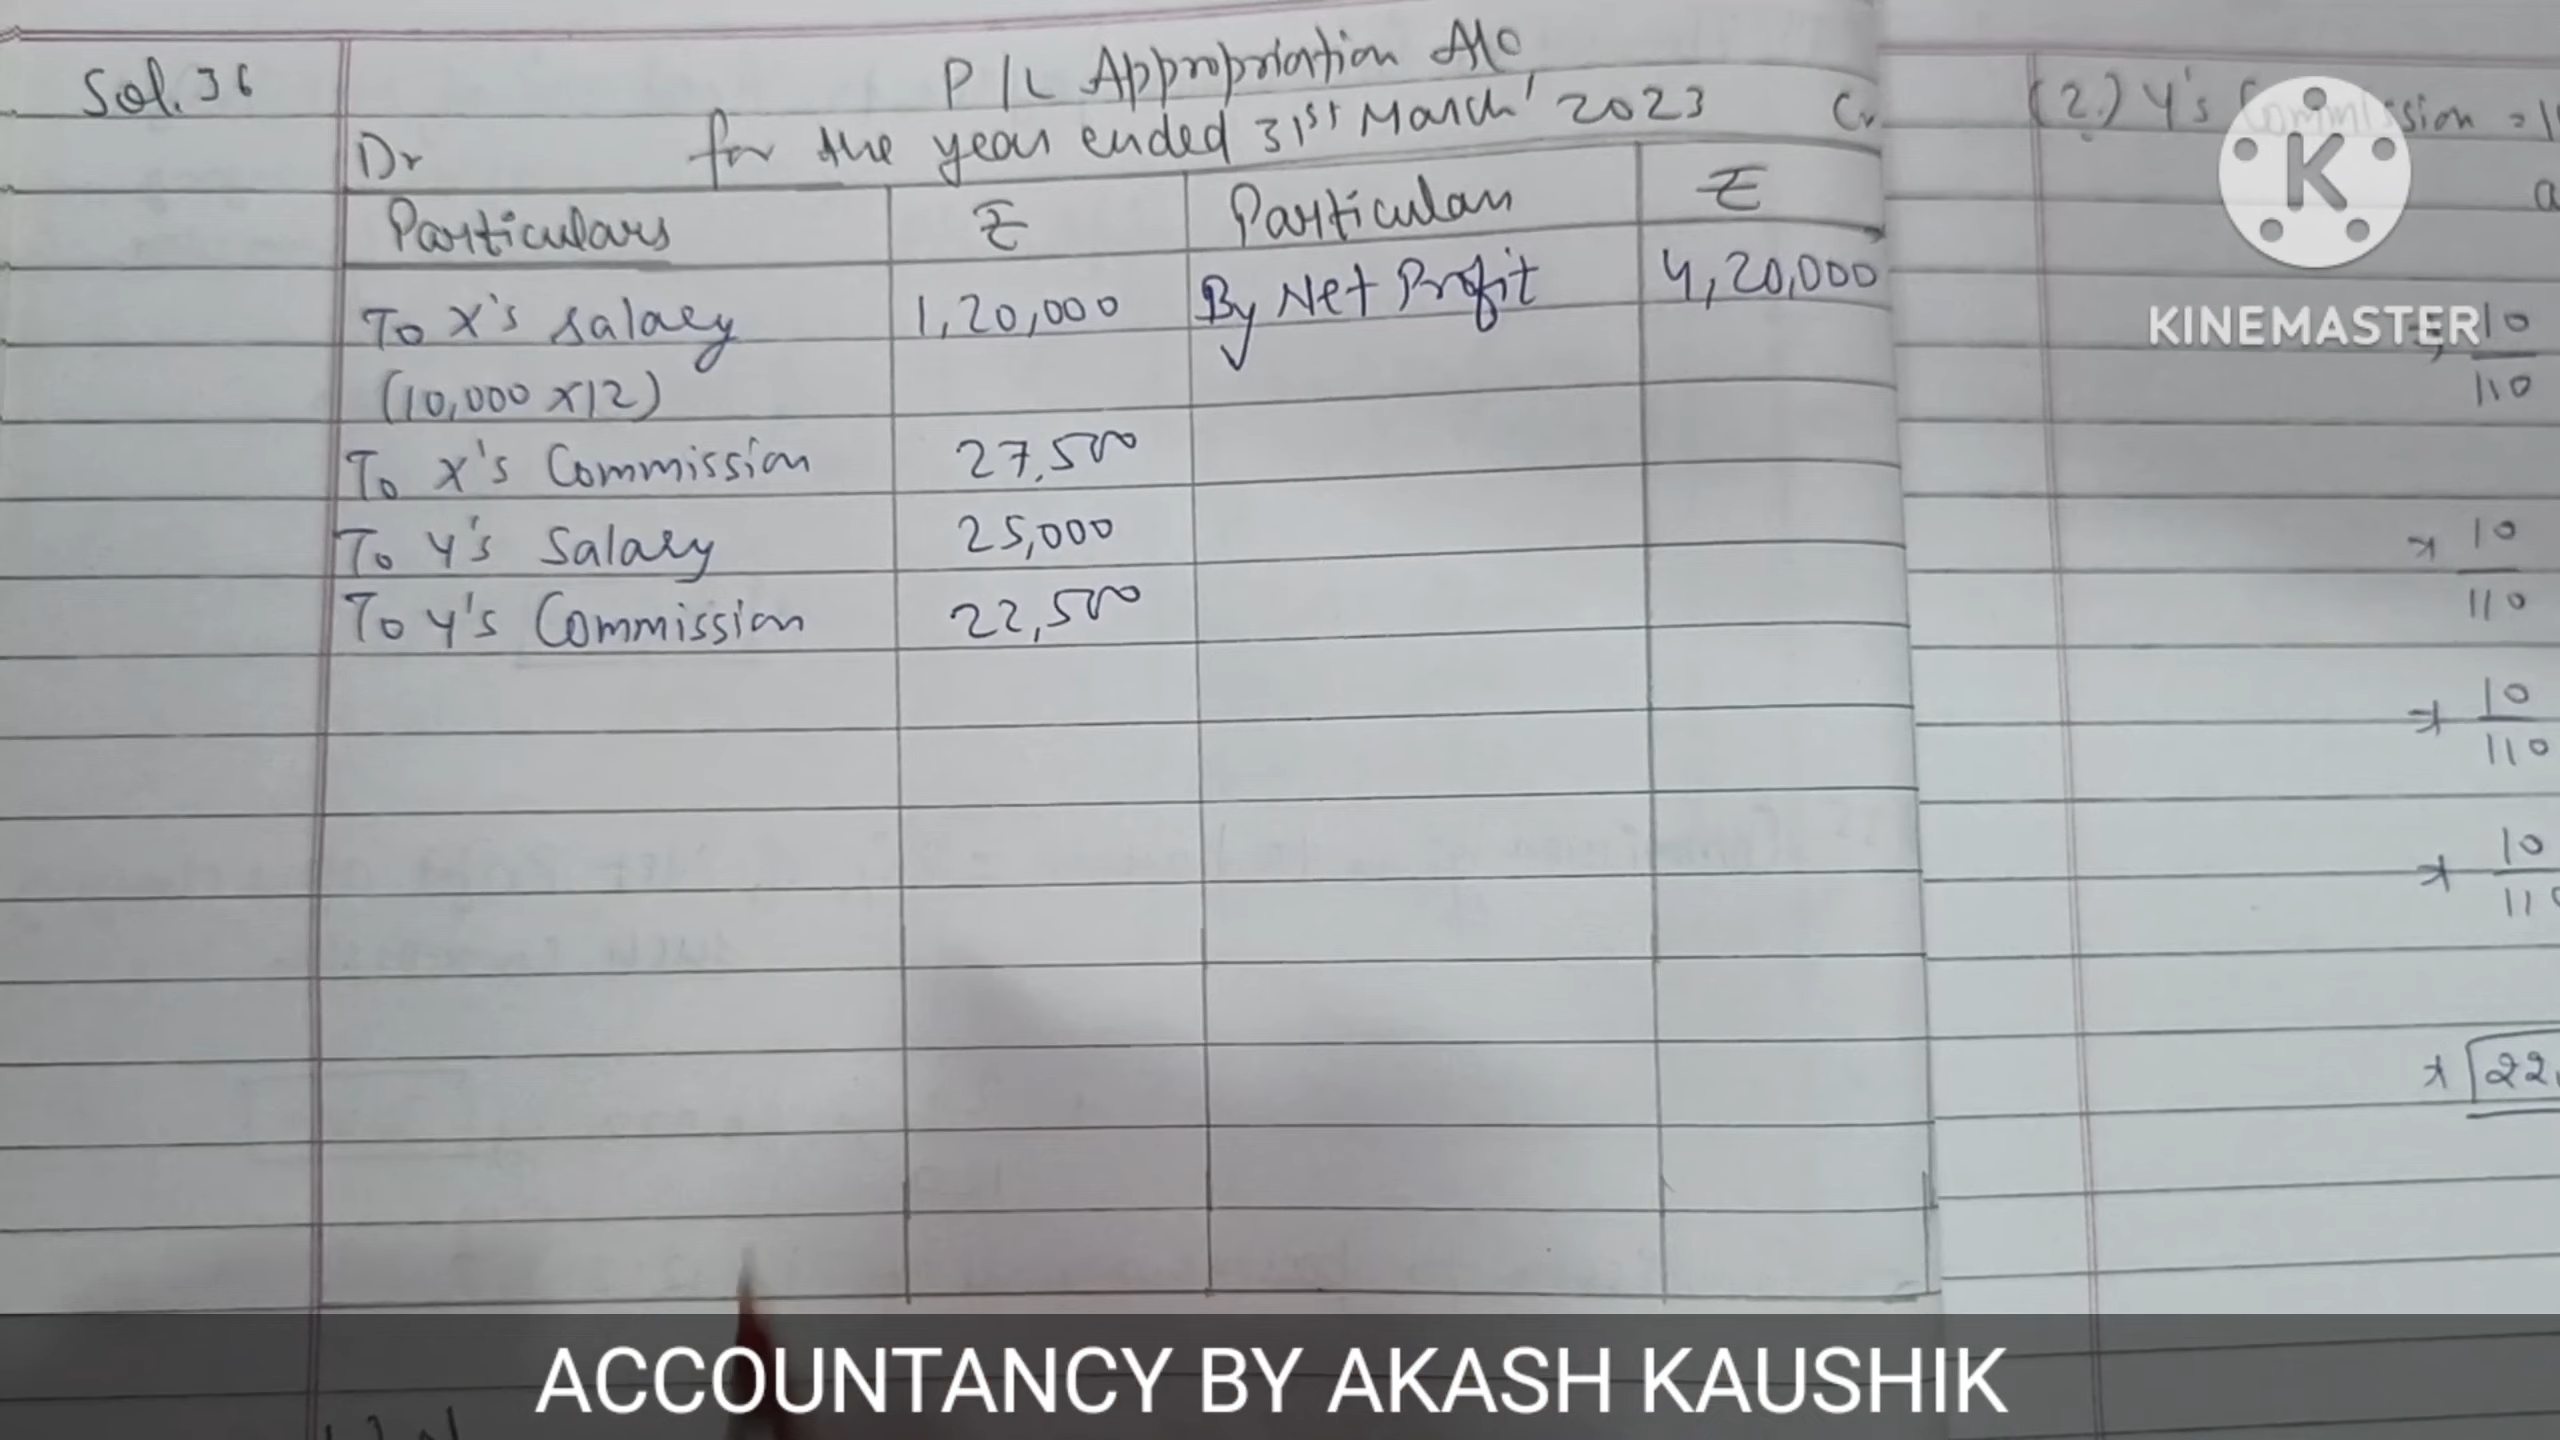 Sol. 36
P/L Appropriation A/c
for the year ended 31st March' 2023
Dr
Cr
Particulars ₹ Particulars ₹
To X's Salary 1,20,000 By Net Profit 4,20,000
(10,000 x 12)
To X's Commission 27,500
To Y's Salary 25,000
To Y's Commission 22,500
(2.) Y's Commission =
10
110
10
110
10
110
10
110
22,
KINEMASTER
ACCOUNTANCY BY AKASH KAUSHIK